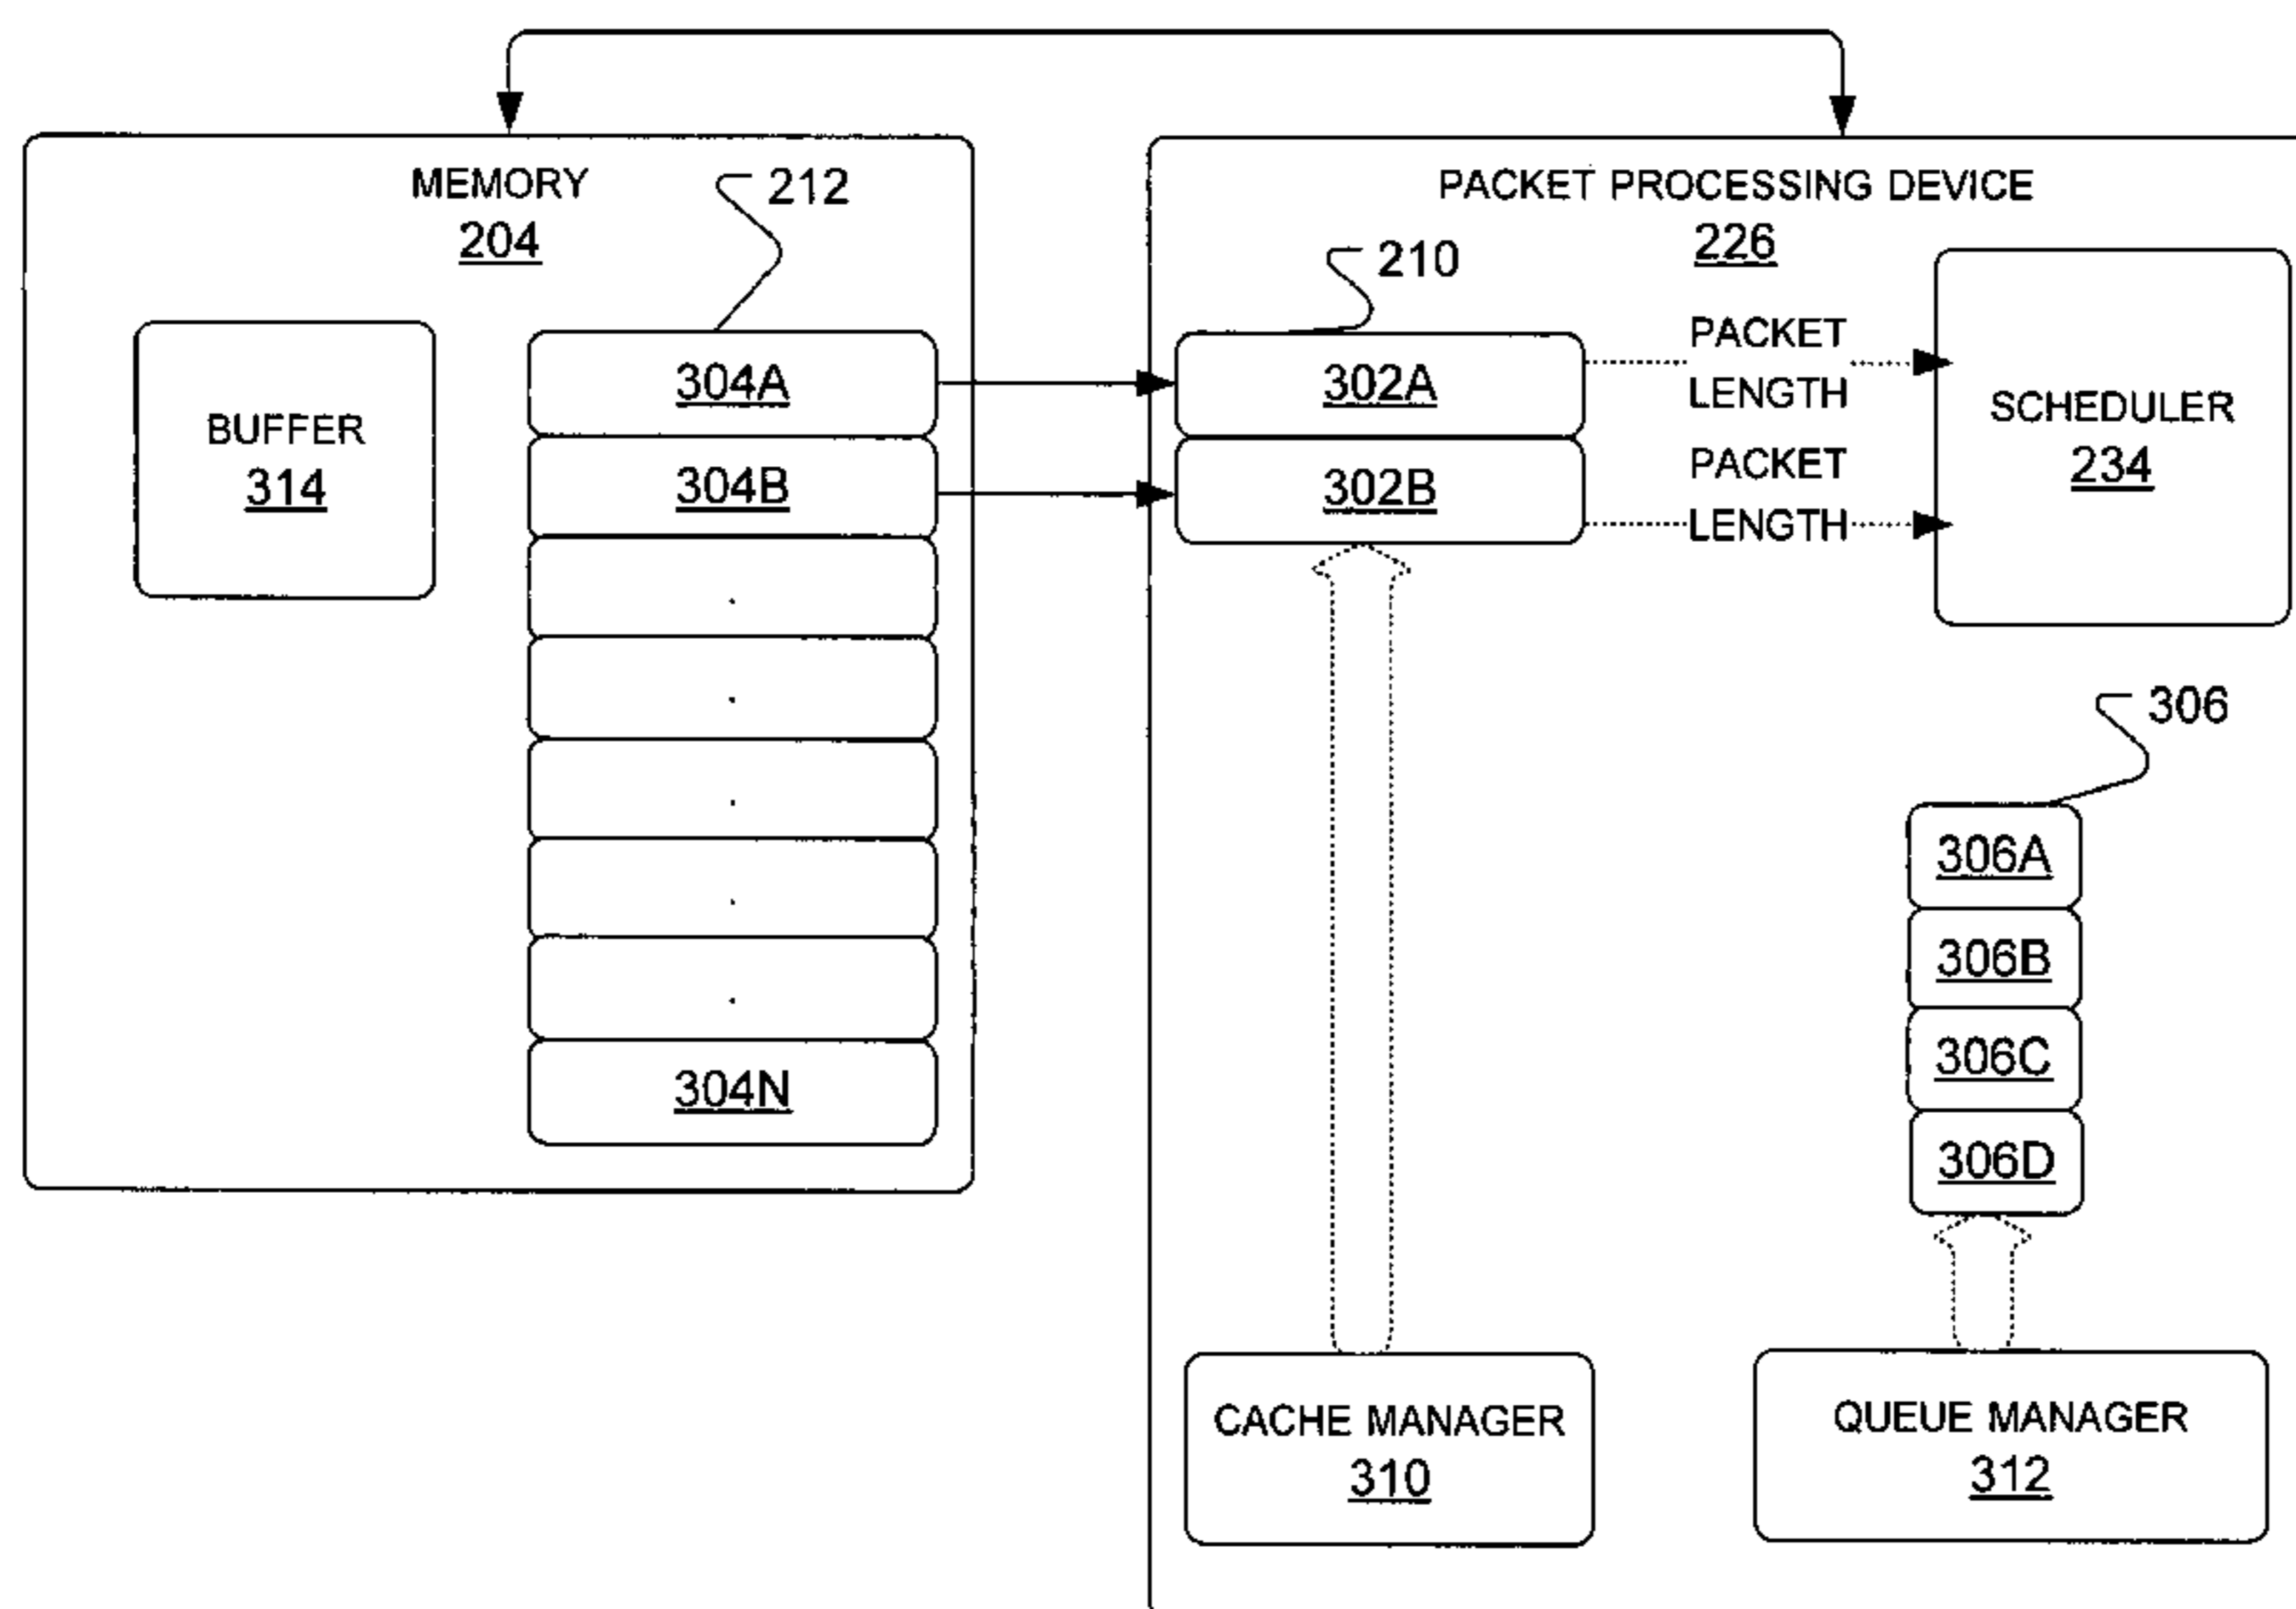 MEMORY
204
212
BUFFER
314
304A
304B
.
.
.
.
.
304N
PACKET PROCESSING DEVICE
226
210
302A
302B
PACKET
LENGTH
PACKET
LENGTH
SCHEDULER
234
306
306A
306B
306C
306D
CACHE MANAGER
310
QUEUE MANAGER
312